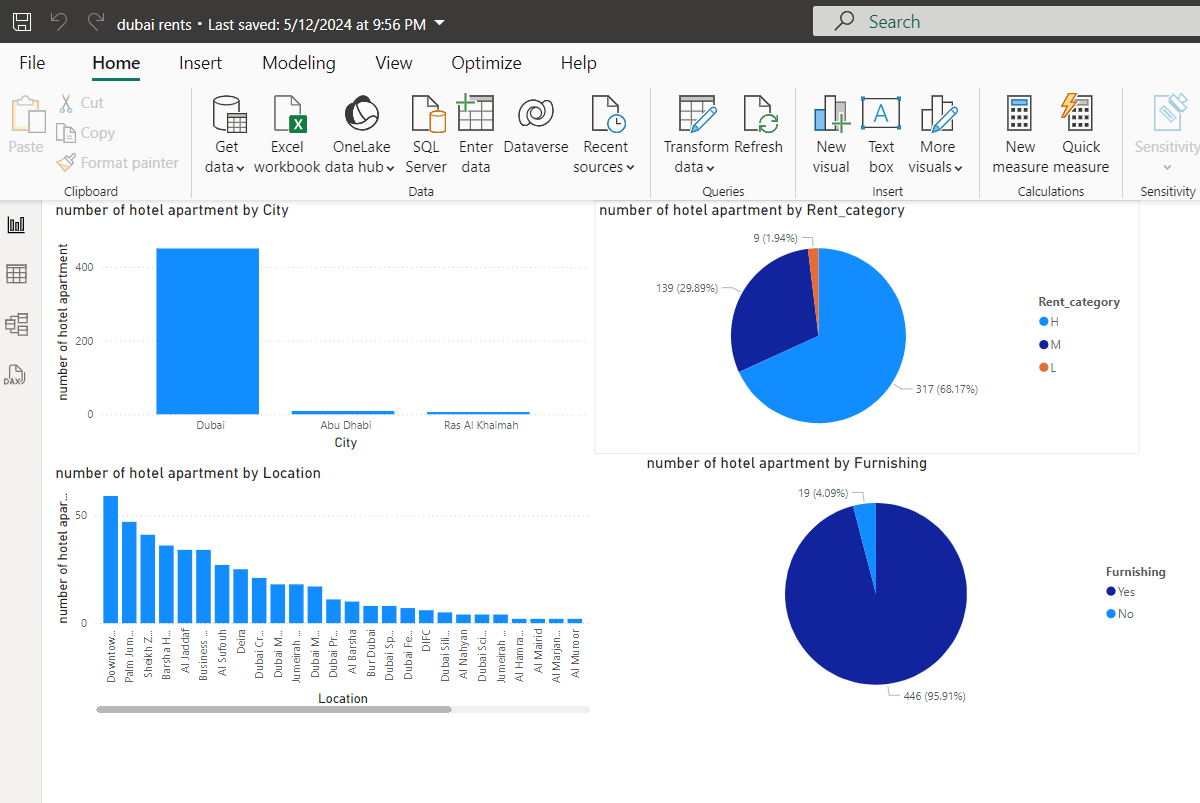 dubai rents • Last saved: 5/12/2024 at 9:56 PM
Search
File Home Insert Modeling View Optimize Help
Paste
Cut
Copy
Format painter
Clipboard
Get data
Excel workbook
OneLake data hub
SQL Server
Enter data
Dataverse
Recent sources
Data
Transform data
Refresh
Queries
New visual
Text box
More visuals
Insert
New measure
Quick measure
Calculations
Sensitivity
Sensitivity
DAX
number of hotel apartment by City
number of hotel apartment
400
200
0
Dubai
Abu Dhabi
Ras Al Khaimah
City
number of hotel apartment by Rent_category
9 (1.94%)
139 (29.89%)
317 (68.17%)
Rent_category
H
M
L
number of hotel apartment by Location
number of hotel apar...
50
0
Downtow...
Palm Jum...
Sheikh Z...
Barsha H...
Al Jaddaf
Business ...
Al Sufouh
Deira
Dubai Cr...
Dubai M...
Jumeirah ...
Dubai M...
Dubai Pr...
Al Barsha
Bur Dubai
Dubai Sp...
Dubai Fe...
DIFC
Dubai Sili...
Al Nahyan
Dubai Sci...
Jumeirah ...
Al Hamra...
Al Mairid
Al Marjan...
Al Muroor
Location
number of hotel apartment by Furnishing
19 (4.09%)
446 (95.91%)
Furnishing
Yes
No